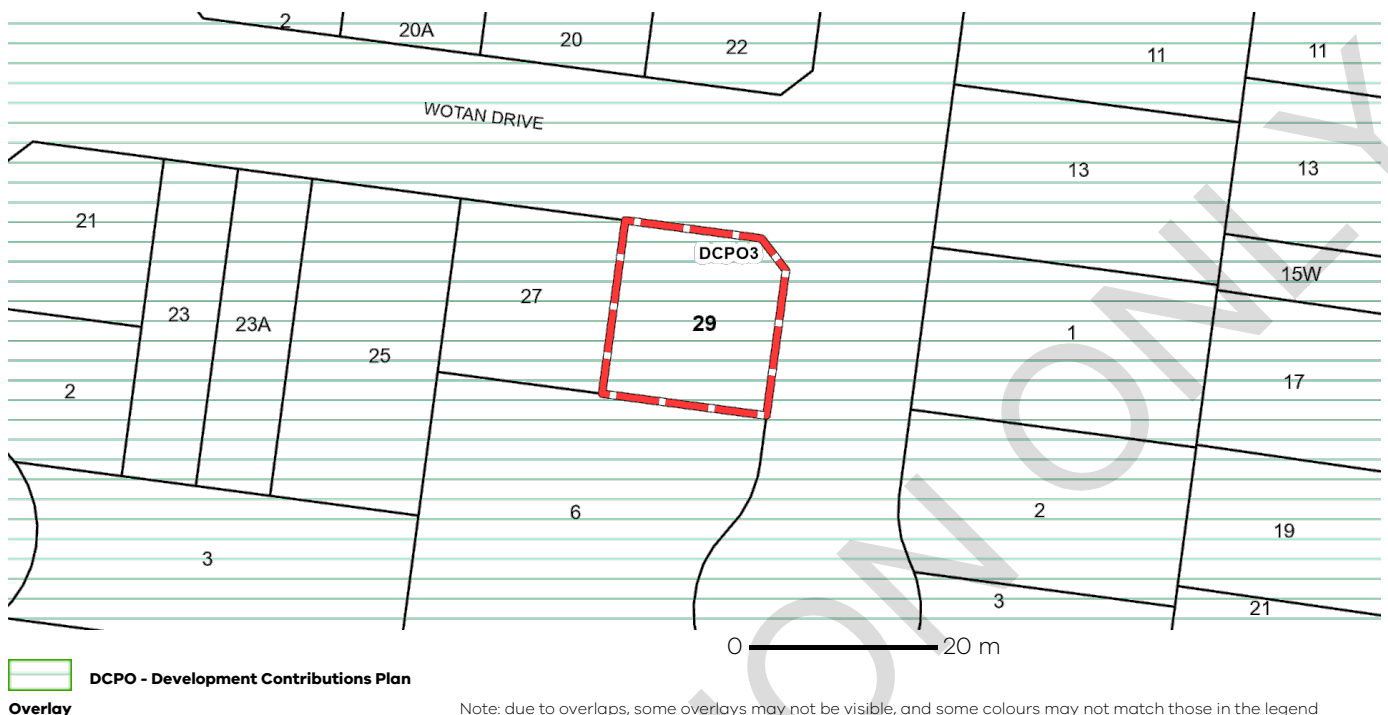 2
20A
20
22
11
11
WOTAN DRIVE
13
13
21
DCPO3
15W
27
23
23A
29
1
25
2
17
6
2
19
3
3
21
0 20 m
DCPO - Development Contributions Plan
Overlay
Note: due to overlaps, some overlays may not be visible, and some colours may not match those in the legend
ON ONLY